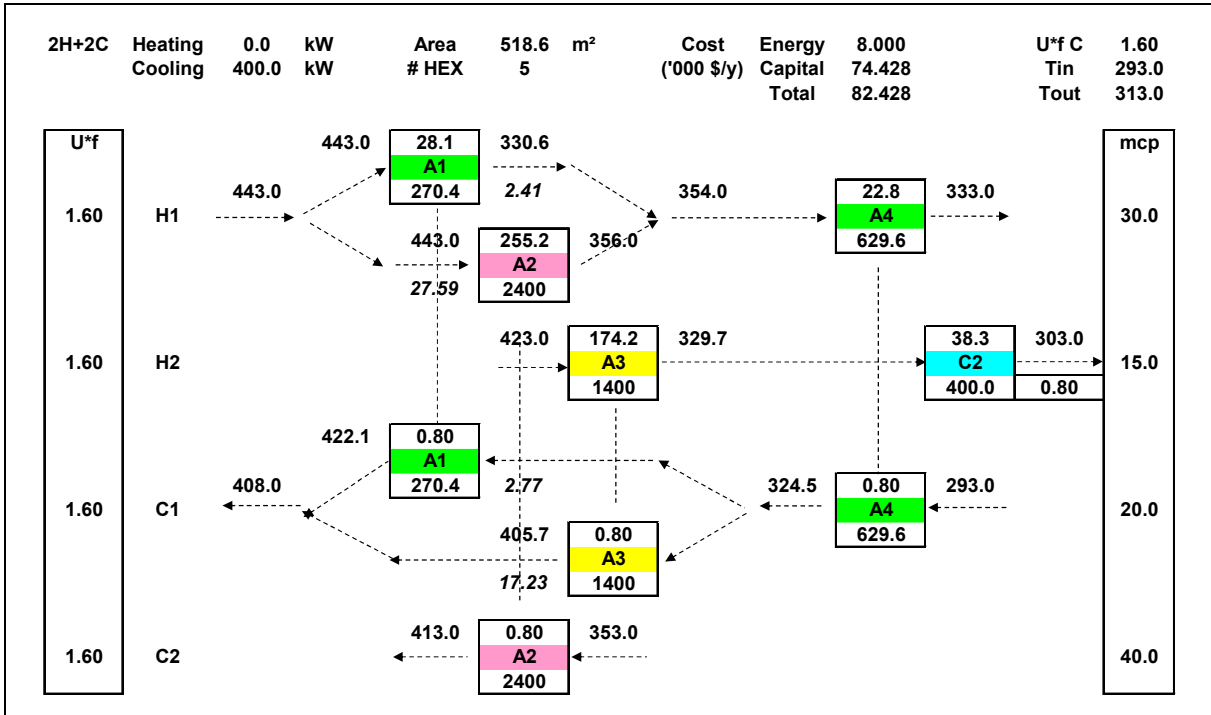 2H+2C Heating 0.0 kW Area 518.6 m² Cost Energy 8.000 U*f C 1.60
Cooling 400.0 kW # HEX 5 ('000 $/y) Capital 74.428 Tin 293.0
Total 82.428 Tout 313.0
U*f 443.0 28.1 330.6 mcp
A1
443.0 270.4 2.41 354.0 22.8 333.0
1.60 H1 A4 30.0
443.0 255.2 356.0 629.6
A2
27.59 2400
423.0 174.2 329.7 38.3 303.0
1.60 H2 A3 C2 15.0
1400 400.0 0.80
422.1 0.80
A1
408.0 270.4 2.77 324.5 0.80 293.0
1.60 C1 A4 20.0
405.7 0.80 629.6
A3
17.23 1400
413.0 0.80 353.0
1.60 C2 A2 40.0
2400